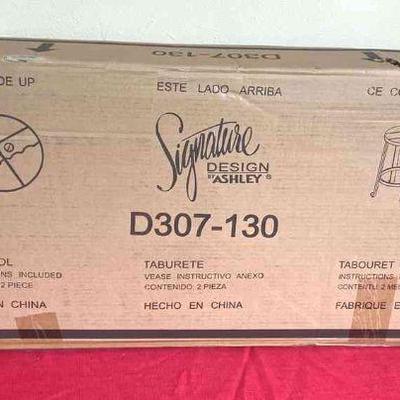 D307-130
DE UP
ESTE LADO ARRIBA
CE CO
Signature
DESIGN
BY ASHLEY ®
D307-130
OL
TABURETE
TABOURET
NS INCLUDED
VEASE INSTRUCTIVO ANEXO
INSTRUCTIONS
2 PIECE
CONTENIDO: 2 PIEZA
CONTENTU: 2 ME
N CHINA
HECHO EN CHINA
FABRIQUE E